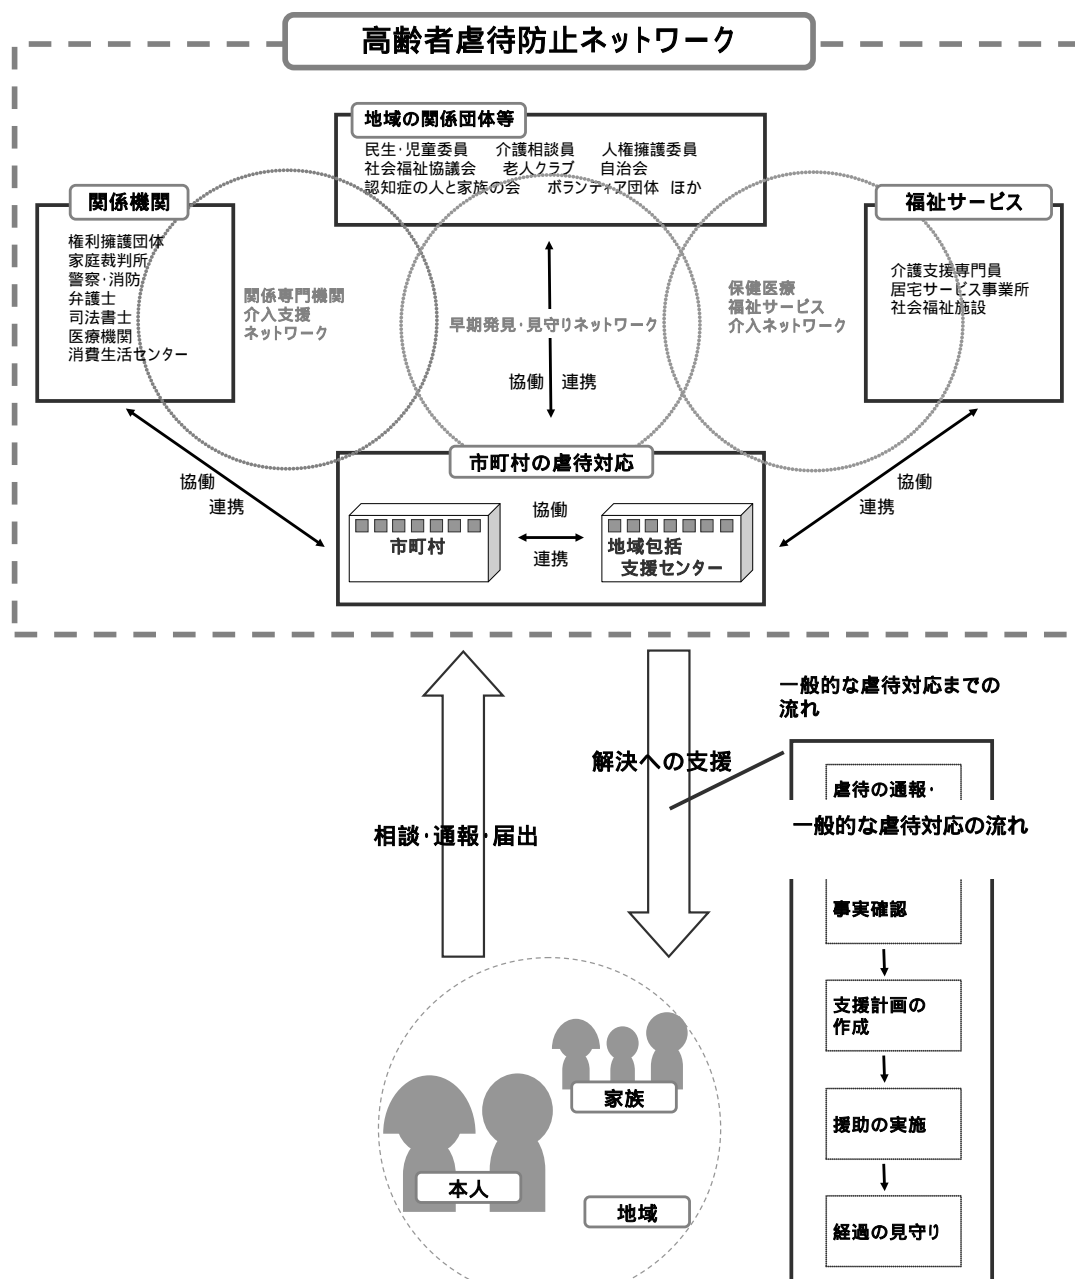 高齢者虐待防止ネットワーク
地域の関係団体等
民生･児童委員　介護相談員　人権擁護委員
社会福祉協議会　老人クラブ　自治会
認知症の人と家族の会　ボランティア団体　ほか
関係機関
権利擁護団体
家庭裁判所
警察･消防
弁護士
司法書士
医療機関
消費生活センター
関係専門機関
介入支援
ネットワーク
早期発見･見守りネットワーク
保健医療
福祉サービス
介入ネットワーク
福祉サービス
介護支援専門員
居宅サービス事業所
社会福祉施設
協働　連携
協働
連携
協働
連携
市町村の虐待対応
市町村
協働
連携
地域包括
支援センター
一般的な虐待対応までの
流れ
解決への支援
相談･通報･届出
虐待の通報･
一般的な虐待対応の流れ
事実確認
支援計画の
作成
援助の実施
経過の見守り
家族
本人
地域